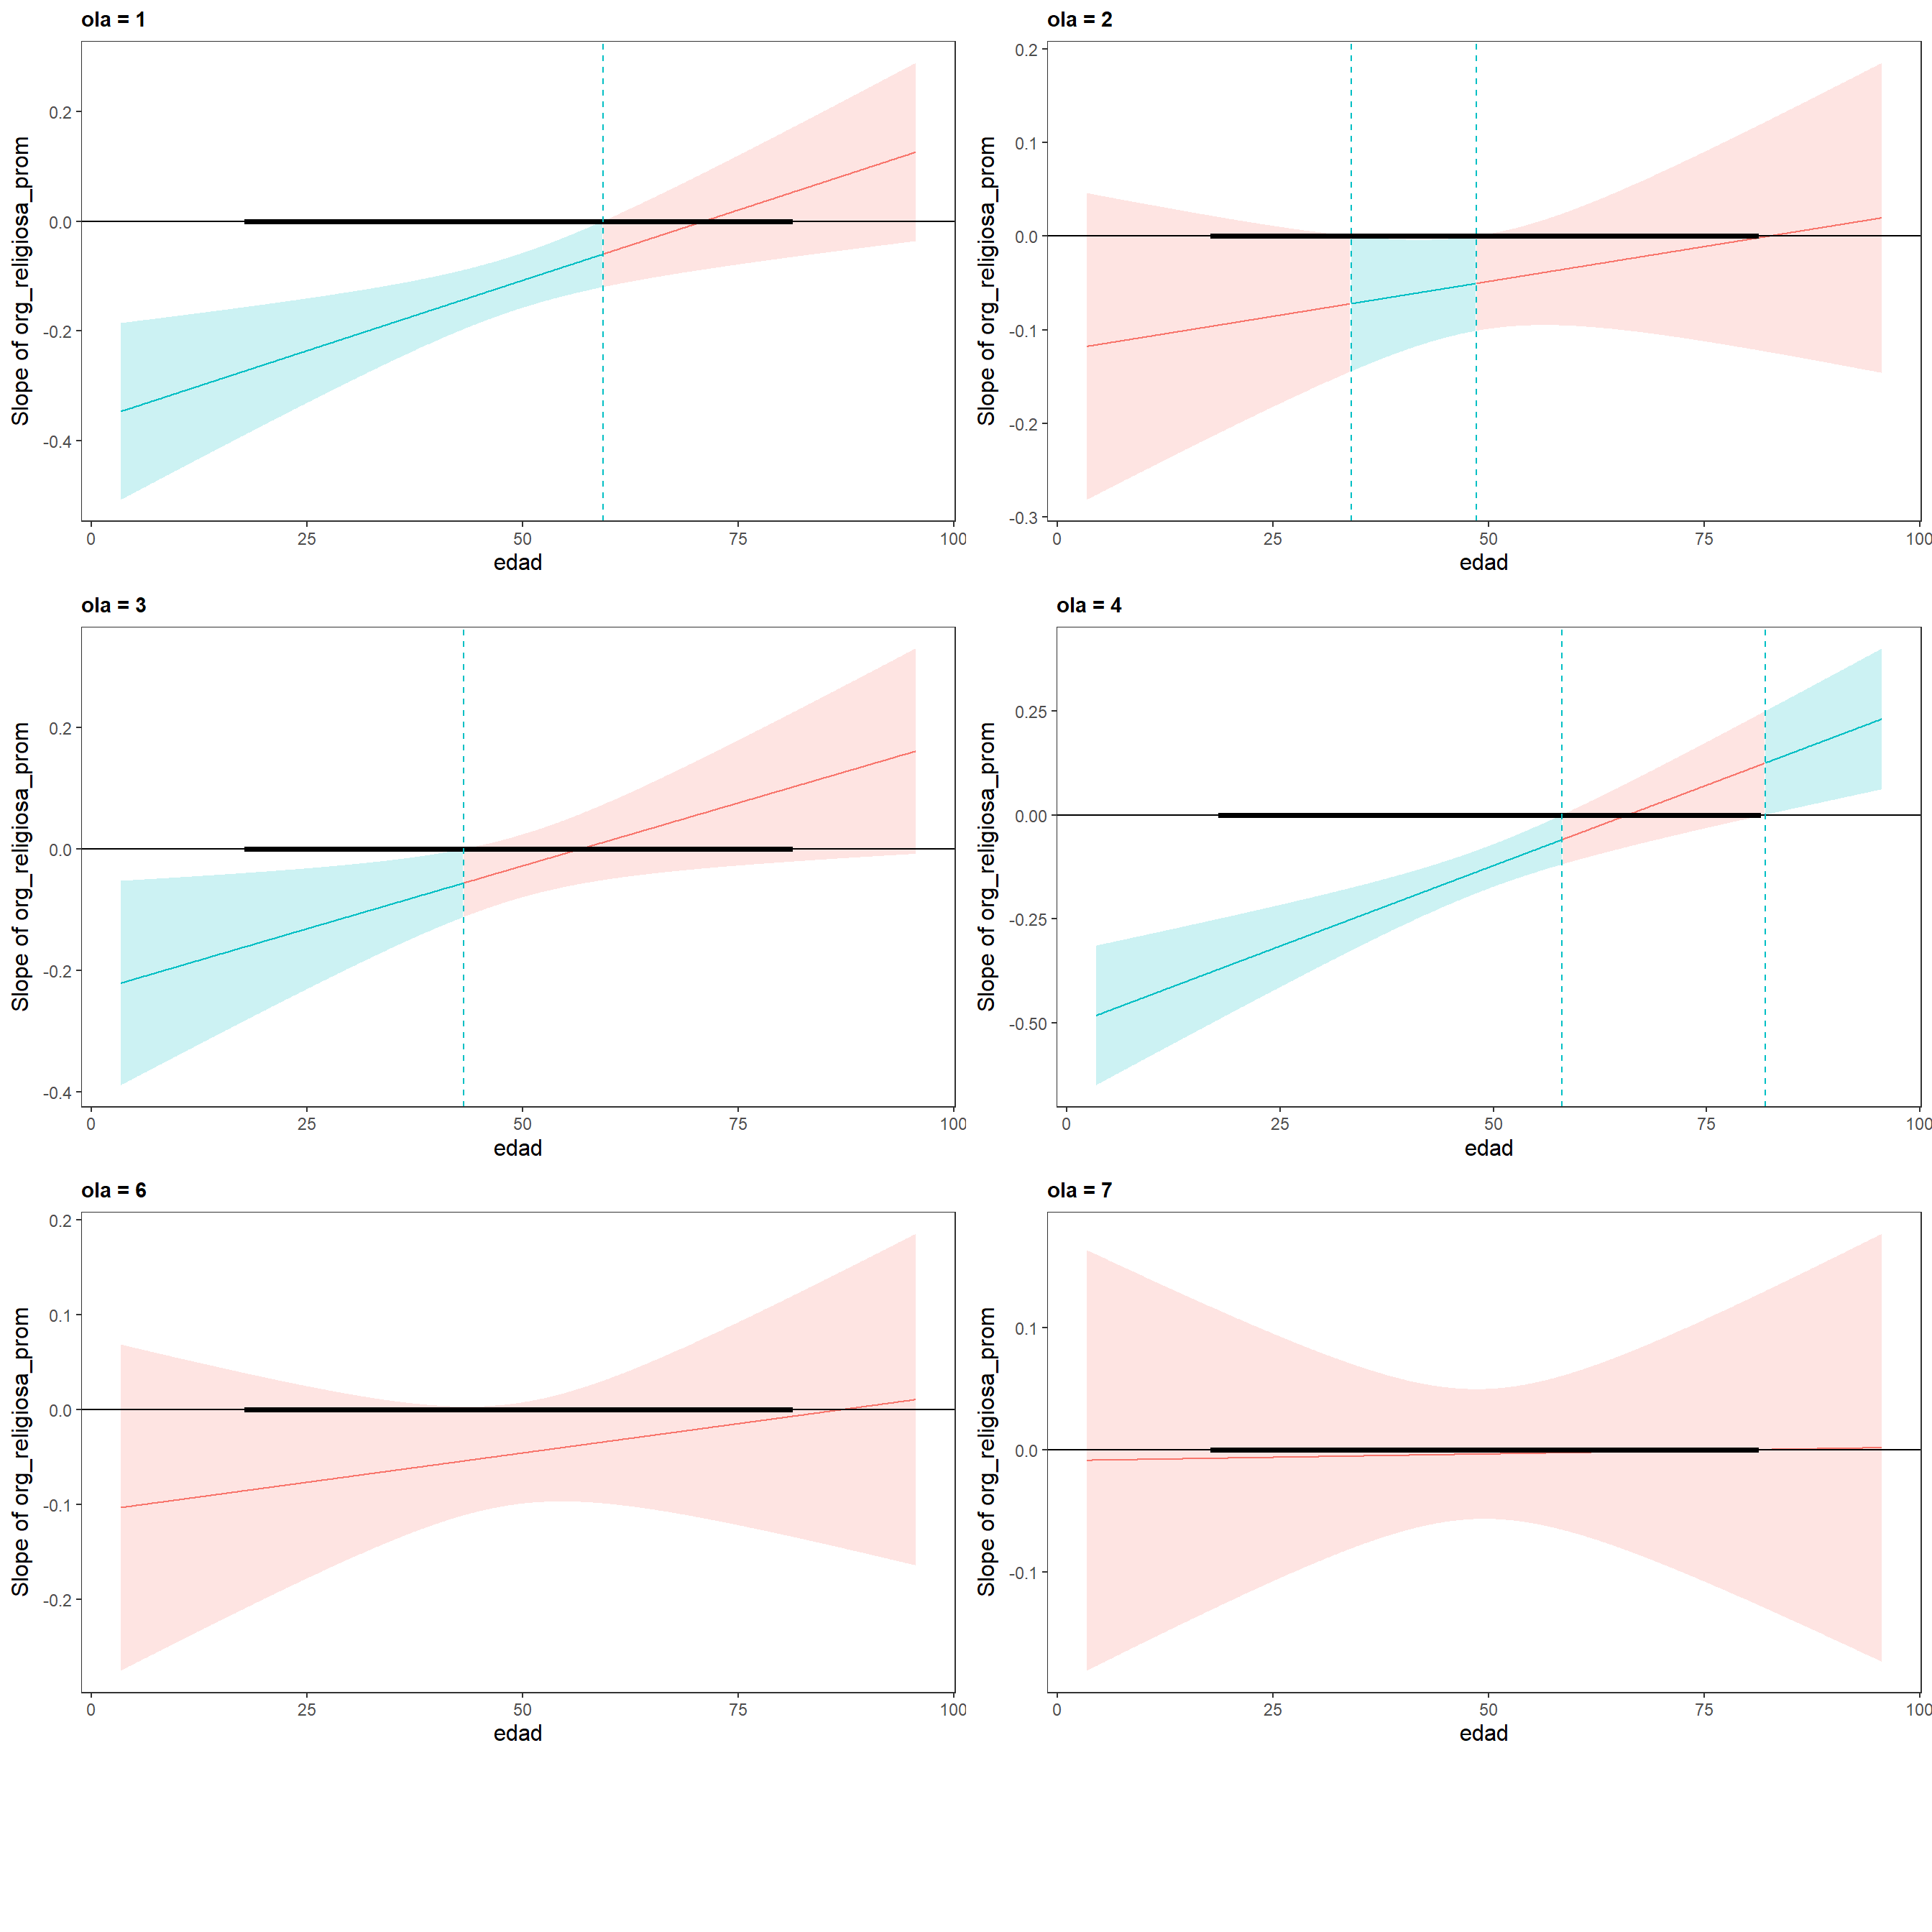 ola = 1
Slope of org_religiosa_prom
0.2
0.0
-0.2
-0.4
0 25 50 75 100
edad
ola = 2
Slope of org_religiosa_prom
0.2
0.1
0.0
-0.1
-0.2
-0.3
0 25 50 75 100
edad
ola = 3
Slope of org_religiosa_prom
0.2
0.0
-0.2
-0.4
0 25 50 75 100
edad
ola = 4
Slope of org_religiosa_prom
0.25
0.00
-0.25
-0.50
0 25 50 75 100
edad
ola = 6
Slope of org_religiosa_prom
0.2
0.1
0.0
-0.1
-0.2
0 25 50 75 100
edad
ola = 7
Slope of org_religiosa_prom
0.1
0.0
-0.1
0 25 50 75 100
edad